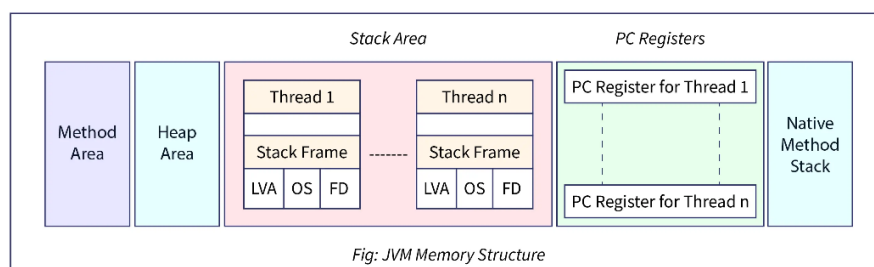 Stack Area
PC Registers
Method
Area
Heap
Area
Thread 1
Stack Frame
LVA OS FD
-------
Thread n
Stack Frame
LVA OS FD
PC Register for Thread 1
PC Register for Thread n
Native
Method
Stack
Fig: JVM Memory Structure